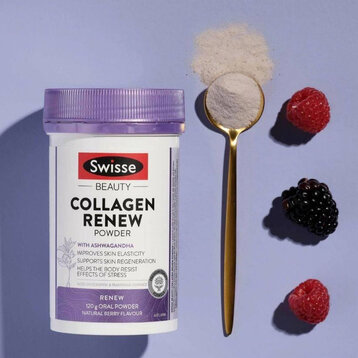 Swisse
BEAUTY
COLLAGEN
RENEW
POWDER
WITH ASHWAGANDHA
IMPROVES SKIN ELASTICITY
SUPPORTS SKIN REGENERATION
HELPS THE BODY RESIST
EFFECTS OF STRESS
RENEW
120g ORAL POWDER
NATURAL BERRY FLAVOUR